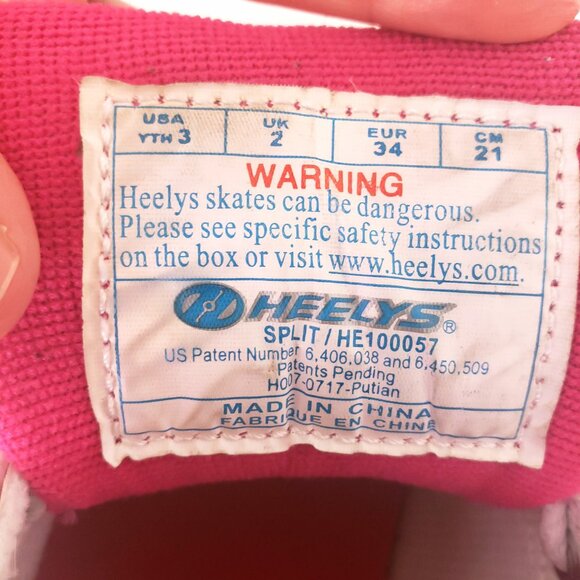 USA UK EUR CM
YTH 3 2 34 21
WARNING
Heelys skates can be dangerous.
Please see specific safety instructions
on the box or visit www.heelys.com.
HEELYS®
SPLIT / HE100057
US Patent Number 6,406,038 and 6,450,509
Patents Pending
HO07-0717-Putian
MADE IN CHINA
FABRIQUE EN CHINE